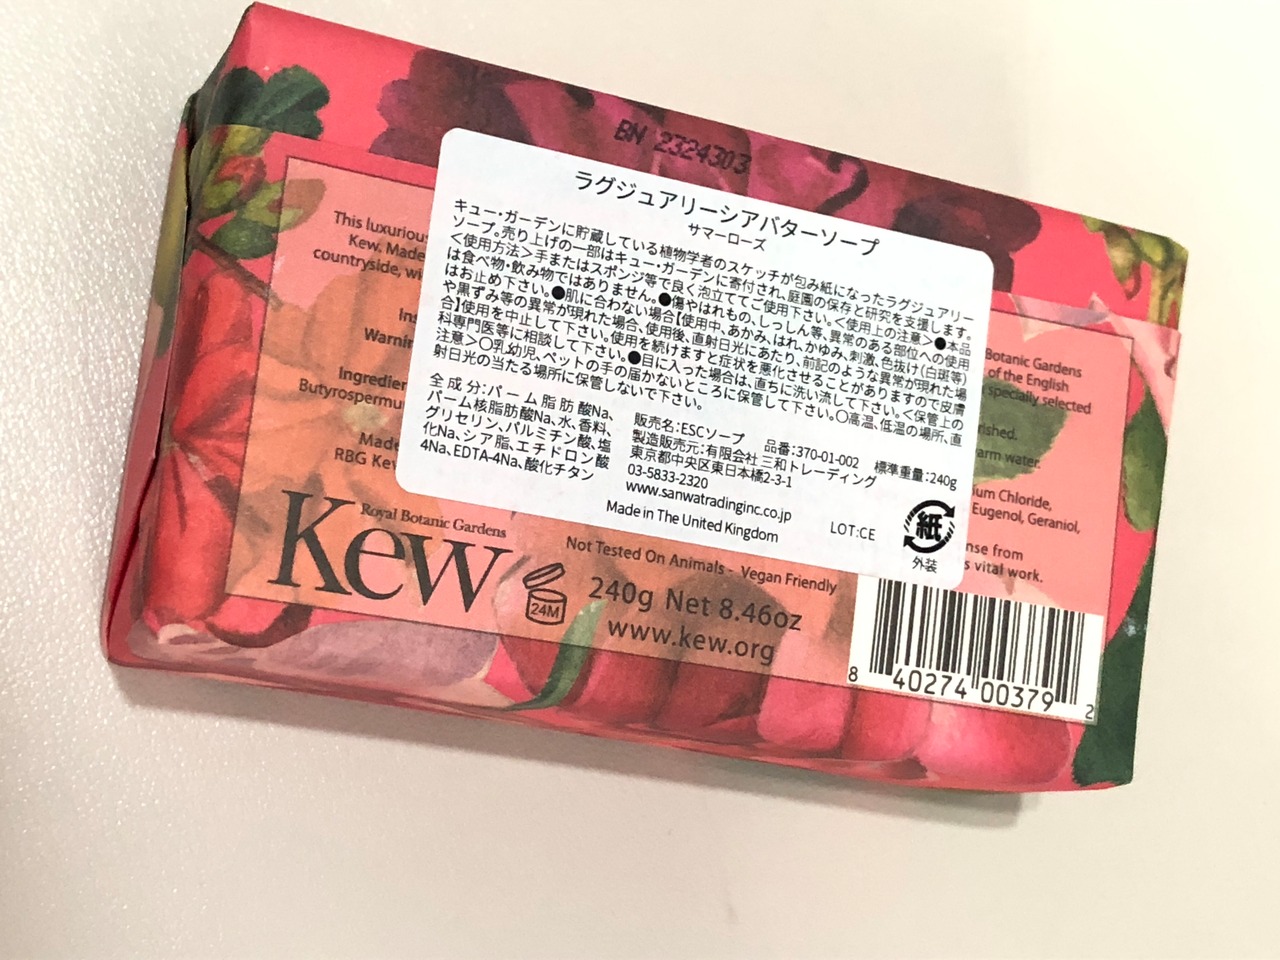 BN 2324303
ラグジュアリーシアバターソープ
サマーローズ
キュー・ガーデンに貯蔵している植物学者のスケッチが包み紙になったラグジュアリー
ソープ。売り上げの一部はキュー・ガーデンに寄付され、庭園の保存と研究を支援します。
＜使用方法＞手またはスポンジ等で良く泡立ててご使用下さい。＜使用上の注意＞●本品
は食べ物・飲み物ではありません。●傷やはれもの、しっしん等、異常のある部位への使用
はお止め下さい。●肌に合わない場合【使用中、あかみ、はれ、かゆみ、刺激、色抜け（白斑等）
や黒ずみ等の異常が現れた場合、使用後、直射日光にあたり、前記のような異常が現れた場
合】使用を中止して下さい。使用を続けますと症状を悪化させることがありますので皮膚
科専門医等に相談して下さい。●目に入った場合は、直ちに洗い流して下さい。＜保管上の
注意＞〇乳幼児、ペットの手の届かないところに保管して下さい。〇高温、低温の場所、直
射日光の当たる場所に保管しないで下さい。
全成分：パーム脂肪酸Na、
パーム核脂肪酸Na、水、香料、
グリセリン、パルミチン酸、塩
化Na、シア脂、エチドロン酸
4Na、EDTA-4Na、酸化チタン
販売名：ESCソープ 品番：370-01-002 標準重量：240g
製造販売元：有限会社 三和トレーディング
東京都中央区東日本橋2-3-1
03-5833-2320
www.sanwatradinginc.co.jp
Made in The United Kingdom
LOT:CE
紙
外装
This luxurious
Kew. Made
countryside,
Botanic Gardens
of the English
specially selected
warm water.
Made
RBG Kew
Chloride,
Eugenol, Geraniol,
from
vital work.
Royal Botanic Gardens
Kew
24M
Not Tested On Animals - Vegan Friendly
240g Net 8.46oz
www.kew.org
8 40274 00379 2